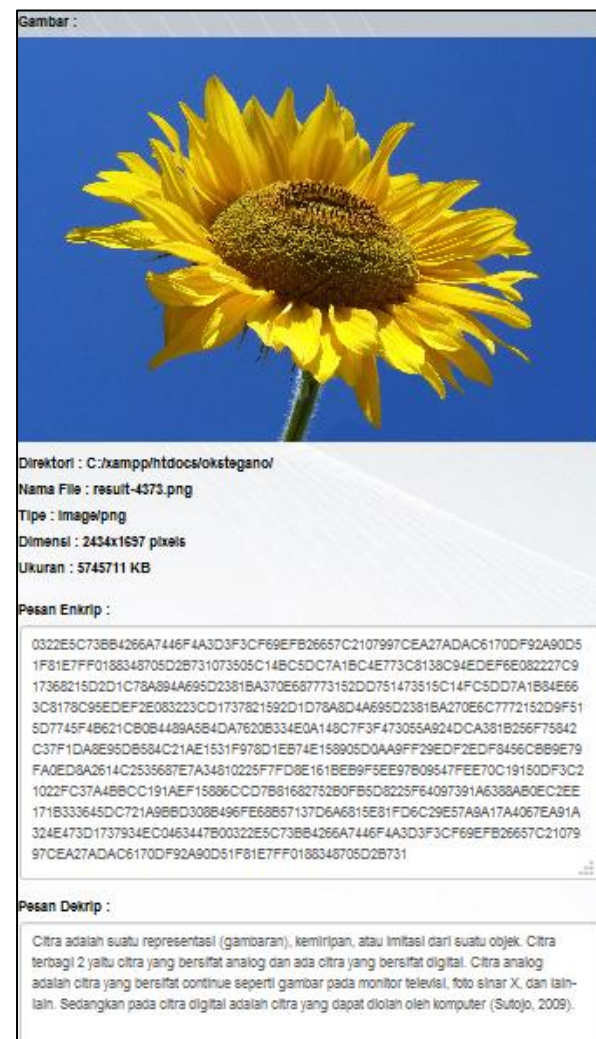 Gambar :
Direktori : C:/xampp/htdocs/okstegano/
Nama File : result-4373.png
Tipe : image/png
Dimensi : 2434x1697 pixels
Ukuran : 5745711 KB
Pesan Enkrip :
0322E5C73BB4266A7446F4A3D3F3CF69EFB26657C2107997CEA27ADAC6170DF92A90D5
1F81E7FF0188348705D2B731073505C14BC5DC7A1BC4E773C8138C94EDEF6E082227C9
17368215D2D1C78A894A695D2381BA370E687773152DD751473515C14FC5DD7A1B84E66
3C8178C95EDEF2E083223CD1737821592D1D78A8D4A695D2381BA270E6C7772152D9F51
5D7745F4B621CB0B4489A5B4DA7620B334E0A148C7F3F473055A924DCA381B256F75842
C37F1DA8E95DB584C21AE1531F978D1EB74E158905D0AA9FF29EDF2EDF8456CBB9E79
FA0ED8A2614C2535687E7A34810225F7FD8E161BEB9F5EE97B09547FEE70C19150DF3C2
1022FC37A4BBCC191AEF15886CCD7B81682752B0FB5D8225F64097391A6388AB0EC2EE
171B333645DC721A9BBD308B496FE68B57137D6A6815E81FD6C29E57A9A17A4067EA91A
324E473D1737934EC0463447B00322E5C73BB4266A7446F4A3D3F3CF69EFB26657C21079
97CEA27ADAC6170DF92A90D51F81E7FF0188348705D2B731
Pesan Dekrip :
Citra adalah suatu representasi (gambaran), kemiripan, atau imitasi dari suatu objek. Citra
terbagi 2 yaitu citra yang bersifat analog dan ada citra yang bersifat digital. Citra analog
adalah citra yang bersifat continue seperti gambar pada monitor televisi, foto sinar X, dan lain-
lain. Sedangkan pada citra digital adalah citra yang dapat diolah oleh komputer (Sutojo, 2009).